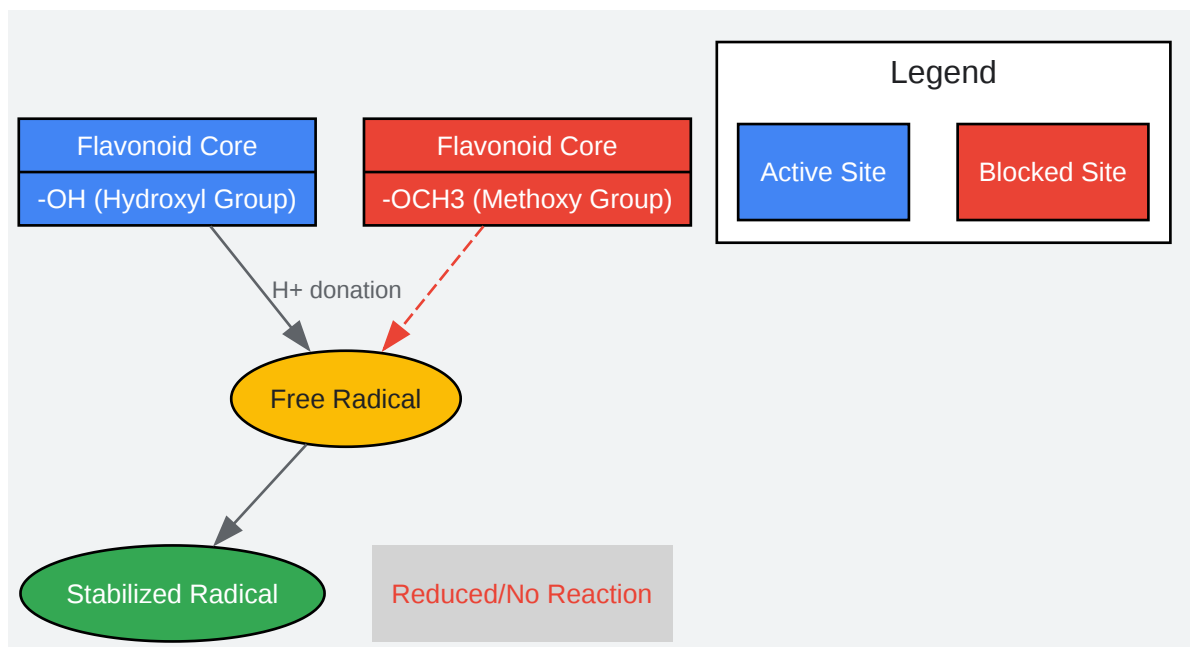 Legend
Flavonoid Core
-OH (Hydroxyl Group)
Flavonoid Core
-OCH3 (Methoxy Group)
Active Site
Blocked Site
H+ donation
Free Radical
Stabilized Radical
Reduced/No Reaction